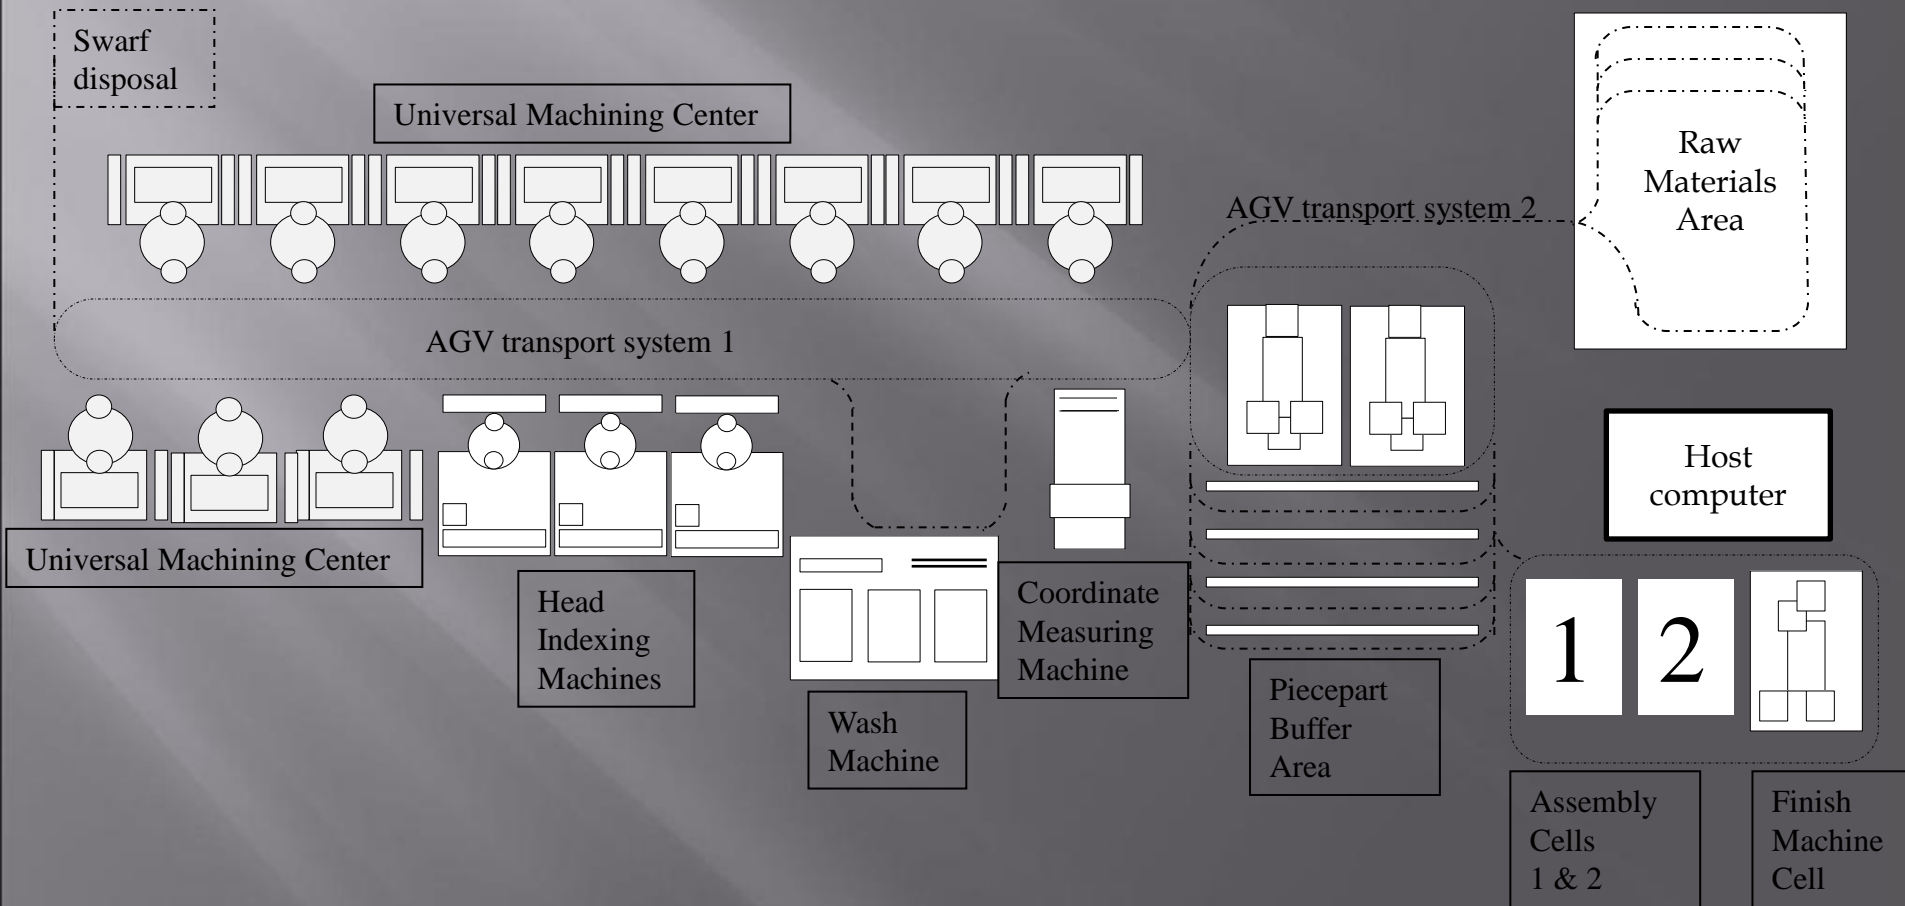 Swarf
disposal
Universal Machining Center
Raw
Materials
Area
AGV transport system 2
AGV transport system 1
Host
computer
Universal Machining Center
Head
Indexing
Machines
Coordinate
Measuring
Machine
1
2
Wash
Machine
Piecepart
Buffer
Area
Assembly
Cells
1 & 2
Finish
Machine
Cell